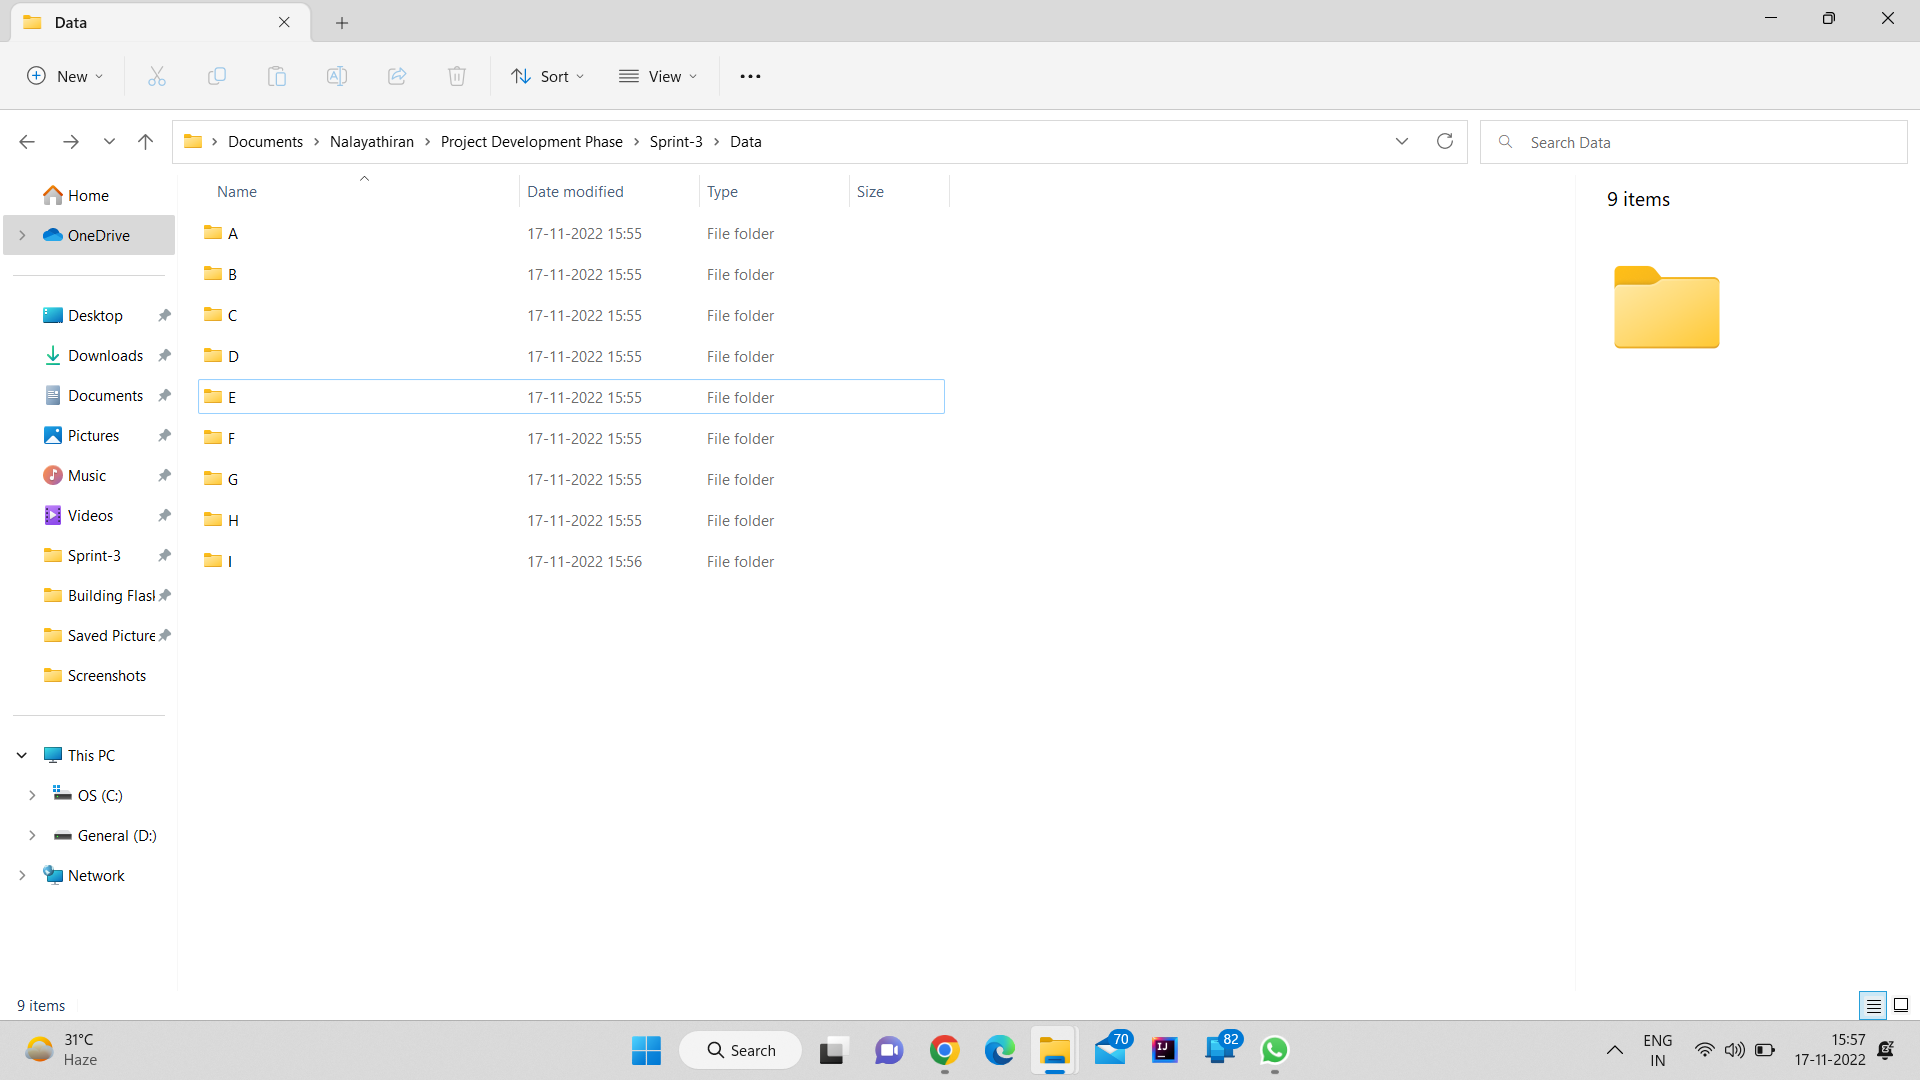 Data
New
Sort
View
Documents
Nalayathiran
Project Development Phase
Sprint-3
Data
Search Data
Home
OneDrive
Desktop
Downloads
Documents
Pictures
Music
Videos
Sprint-3
Building Flas
Saved Picture
Screenshots
This PC
OS (C:)
General (D:)
Network
Name Date modified Type Size
A 17-11-2022 15:55 File folder
B 17-11-2022 15:55 File folder
C 17-11-2022 15:55 File folder
D 17-11-2022 15:55 File folder
E 17-11-2022 15:55 File folder
F 17-11-2022 15:55 File folder
G 17-11-2022 15:55 File folder
H 17-11-2022 15:55 File folder
I 17-11-2022 15:56 File folder
9 items
9 items
31°C
Haze
Search
70
IJ
82
ENG
IN
15:57
17-11-2022